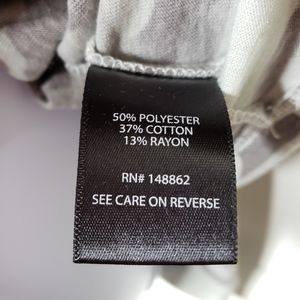 50% POLYESTER
37% COTTON
13% RAYON
RN# 148862
SEE CARE ON REVERSE